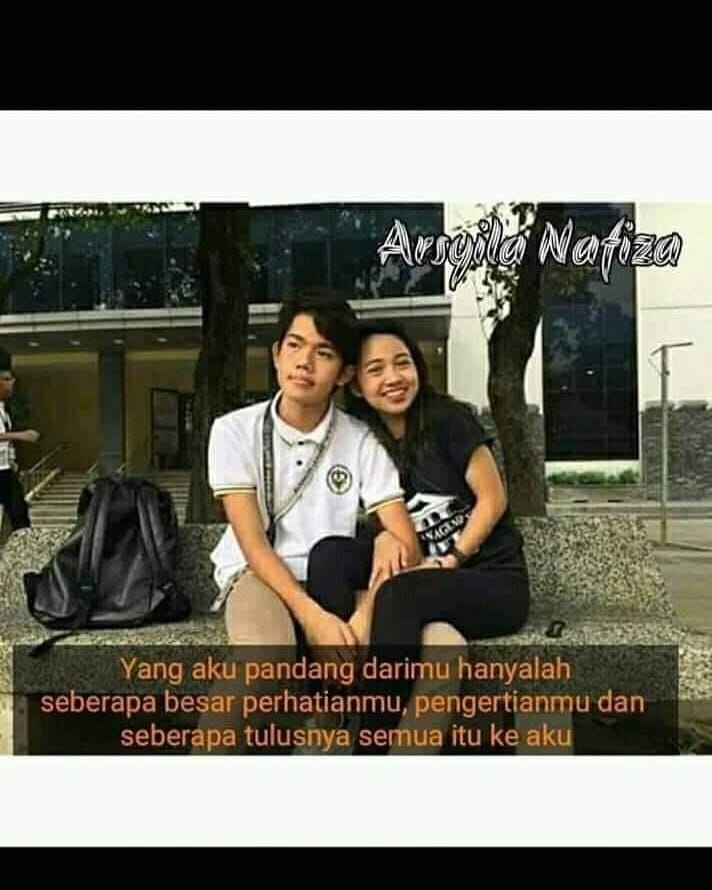 Arsyila Nafiza
Yang aku pandang darimu hanyalah
seberapa besar perhatianmu, pengertianmu dan
seberapa tulusnya semua itu ke aku